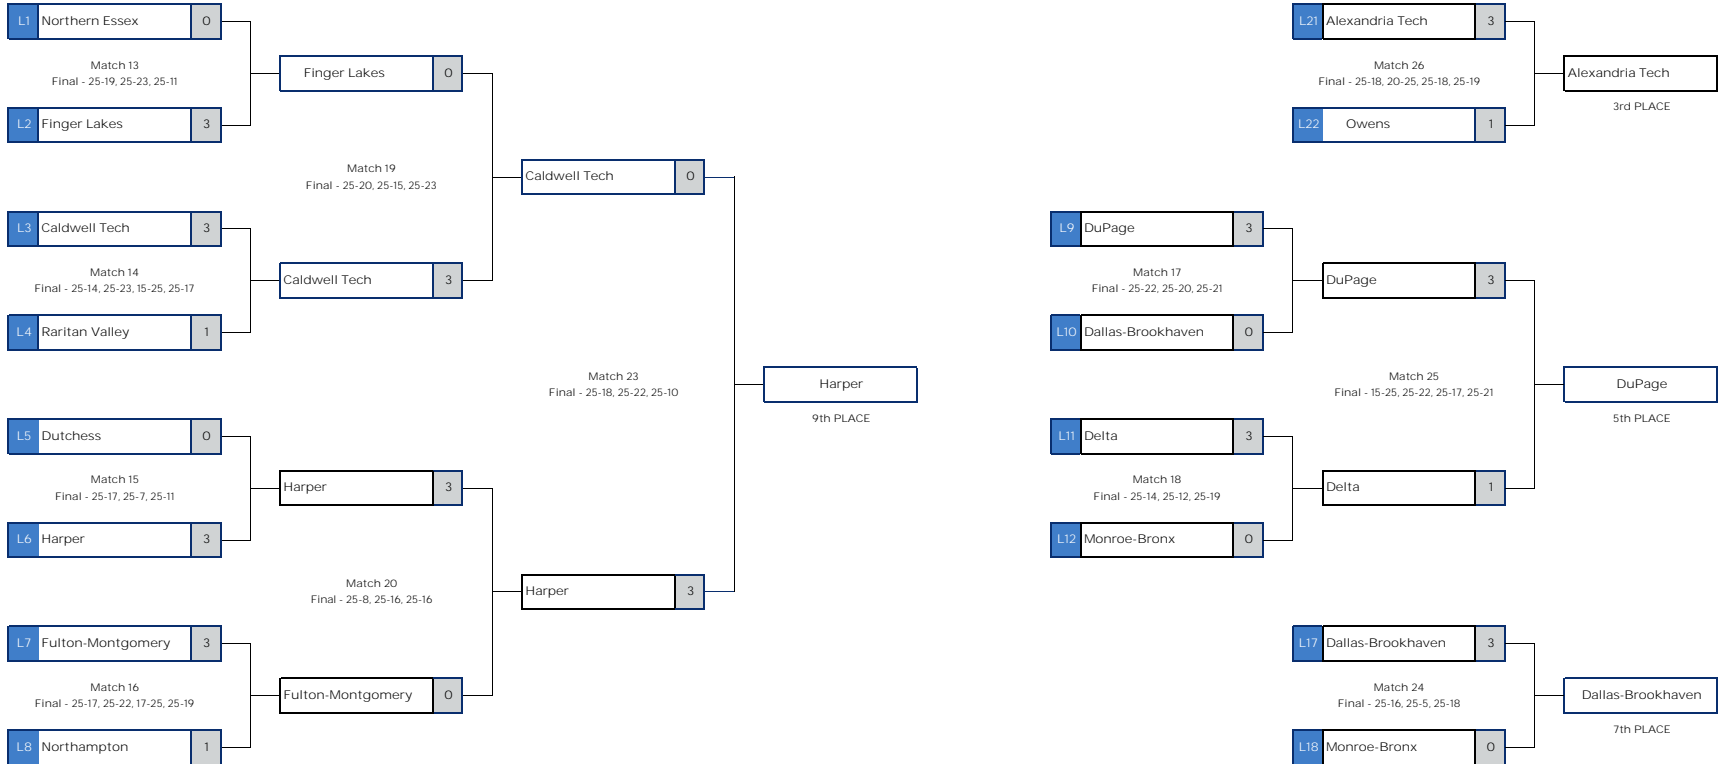 L1 Northern Essex 0
Match 13
Final - 25-19, 25-23, 25-11
L2 Finger Lakes 3
Finger Lakes 0
Match 19
Final - 25-20, 25-15, 25-23
L3 Caldwell Tech 3
Match 14
Final - 25-14, 25-23, 15-25, 25-17
L4 Raritan Valley 1
Caldwell Tech 3
Caldwell Tech 0
Match 23
Final - 25-18, 25-22, 25-10
Harper
9th PLACE
L5 Dutchess 0
Match 15
Final - 25-17, 25-7, 25-11
L6 Harper 3
Harper 3
Match 20
Final - 25-8, 25-16, 25-16
Harper 3
L7 Fulton-Montgomery 3
Match 16
Final - 25-17, 25-22, 17-25, 25-19
L8 Northampton 1
Fulton-Montgomery 0
L21 Alexandria Tech 3
Match 26
Final - 25-18, 20-25, 25-18, 25-19
L22 Owens 1
Alexandria Tech
3rd PLACE
L9 DuPage 3
Match 17
Final - 25-22, 25-20, 25-21
L10 Dallas-Brookhaven 0
DuPage 3
Match 25
Final - 15-25, 25-22, 25-17, 25-21
DuPage
5th PLACE
L11 Delta 3
Match 18
Final - 25-14, 25-12, 25-19
L12 Monroe-Bronx 0
Delta 1
L17 Dallas-Brookhaven 3
Match 24
Final - 25-16, 25-5, 25-18
L18 Monroe-Bronx 0
Dallas-Brookhaven
7th PLACE